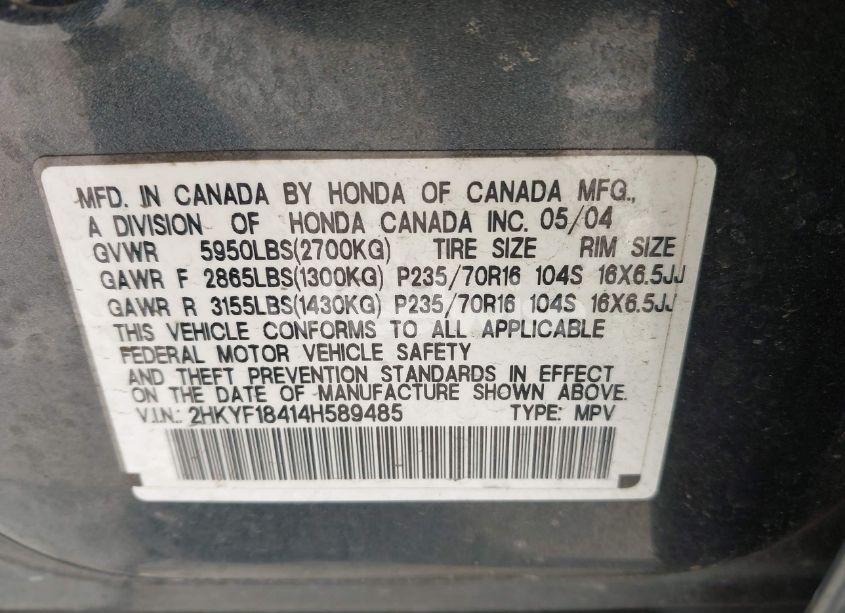 MFD. IN CANADA BY HONDA OF CANADA MFG.,
A DIVISION OF HONDA CANADA INC. 05/04
GVWR 5950LBS(2700KG) TIRE SIZE RIM SIZE
GAWR F 2865LBS(1300KG) P235/70R16 104S 16X6.5JJ
GAWR R 3155LBS(1430KG) P235/70R16 104S 16X6.5JJ
THIS VEHICLE CONFORMS TO ALL APPLICABLE
FEDERAL MOTOR VEHICLE SAFETY
AND THEFT PREVENTION STANDARDS IN EFFECT
ON THE DATE OF MANUFACTURE SHOWN ABOVE.
V.I.N.: 2HKYF18414H589485 TYPE: MPV